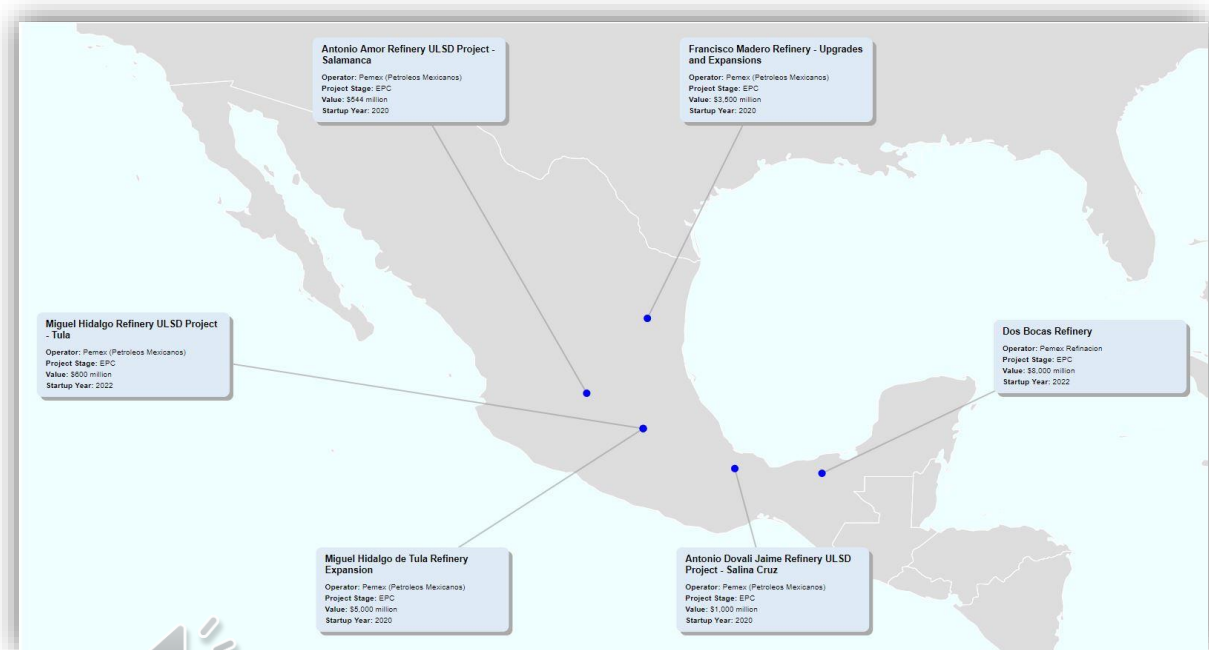 Antonio Amor Refinery ULSD Project -
Salamanca
Operator: Pemex (Petroleos Mexicanos)
Project Stage: EPC
Value: $544 million
Startup Year: 2020
Francisco Madero Refinery - Upgrades
and Expansions
Operator: Pemex (Petroleos Mexicanos)
Project Stage: EPC
Value: $3,500 million
Startup Year: 2020
Miguel Hidalgo Refinery ULSD Project
- Tula
Operator: Pemex (Petroleos Mexicanos)
Project Stage: EPC
Value: $600 million
Startup Year: 2022
Dos Bocas Refinery
Operator: Pemex Refinacion
Project Stage: EPC
Value: $8,000 million
Startup Year: 2022
Miguel Hidalgo de Tula Refinery
Expansion
Operator: Pemex (Petroleos Mexicanos)
Project Stage: EPC
Value: $5,000 million
Startup Year: 2020
Antonio Dovali Jaime Refinery ULSD
Project - Salina Cruz
Operator: Pemex (Petroleos Mexicanos)
Project Stage: EPC
Value: $1,000 million
Startup Year: 2020